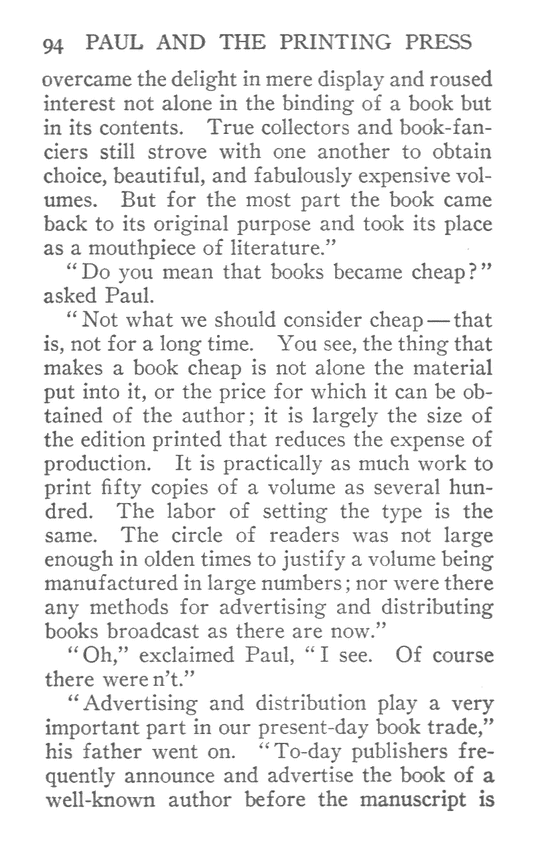 94 PAUL AND THE PRINTING PRESS
overcame the delight in mere display and roused
interest not alone in the binding of a book but
in its contents. True collectors and book-fan-
ciers still strove with one another to obtain
choice, beautiful, and fabulously expensive vol-
umes. But for the most part the book came
back to its original purpose and took its place
as a mouthpiece of literature.”
“Do you mean that books became cheap?”
asked Paul.
“Not what we should consider cheap — that
is, not for a long time. You see, the thing that
makes a book cheap is not alone the material
put into it, or the price for which it can be ob-
tained of the author; it is largely the size of
the edition printed that reduces the expense of
production. It is practically as much work to
print fifty copies of a volume as several hun-
dred. The labor of setting the type is the
same. The circle of readers was not large
enough in olden times to justify a volume being
manufactured in large numbers; nor were there
any methods for advertising and distributing
books broadcast as there are now.”
“Oh,” exclaimed Paul, “I see. Of course
there were n’t.”
“Advertising and distribution play a very
important part in our present-day book trade,”
his father went on. “To-day publishers fre-
quently announce and advertise the book of a
well-known author before the manuscript is